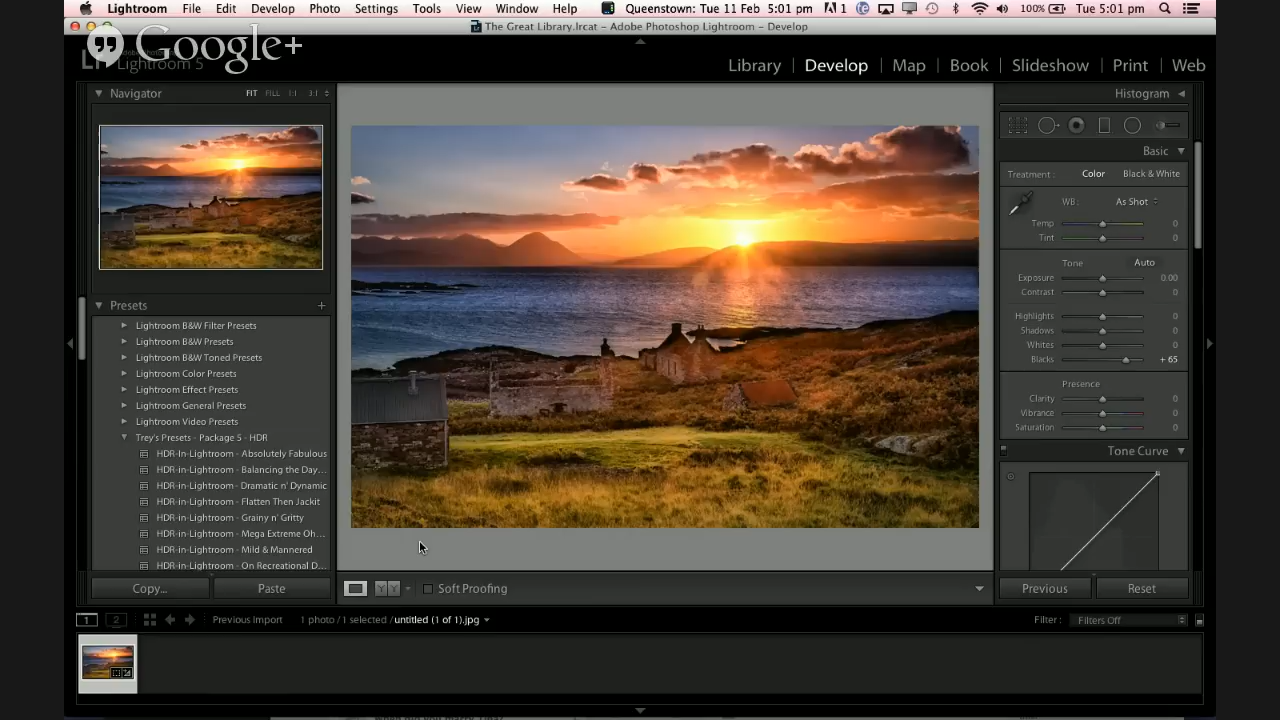 Lightroom File Edit Develop Photo Settings Tools View Window Help Queenstown: Tue 11 Feb 5:01 pm 1 100% Tue 5:01 pm
The Great Library.lrcat – Adobe Photoshop Lightroom – Develop
Google+
Lightroom 5
Library Develop Map Book Slideshow Print Web
Navigator FIT FILL 1:1 3:1
Histogram
Basic
Treatment : Color Black & White
WB: As Shot
Temp 0
Tint 0
Tone Auto
Exposure 0.00
Contrast 0
Highlights 0
Shadows 0
Whites 0
Blacks + 65
Presence
Clarity 0
Vibrance 0
Saturation 0
Tone Curve
Presets +
Lightroom B&W Filter Presets
Lightroom B&W Presets
Lightroom B&W Toned Presets
Lightroom Color Presets
Lightroom Effect Presets
Lightroom General Presets
Lightroom Video Presets
Trey's Presets - Package 5 - HDR
HDR-in-Lightroom - Absolutely Fabulous
HDR-in-Lightroom - Balancing the Day...
HDR-in-Lightroom - Dramatic n' Dynamic
HDR-in-Lightroom - Flatten Then Jackit
HDR-in-Lightroom - Grainy n' Gritty
HDR-in-Lightroom - Mega Extreme Oh...
HDR-in-Lightroom - Mild & Mannered
HDR-in-Lightroom - On Recreational D...
Copy... Paste
Soft Proofing
Previous Reset
1 2 Previous Import 1 photo / 1 selected / untitled (1 of 1).jpg
Filter : Filters Off